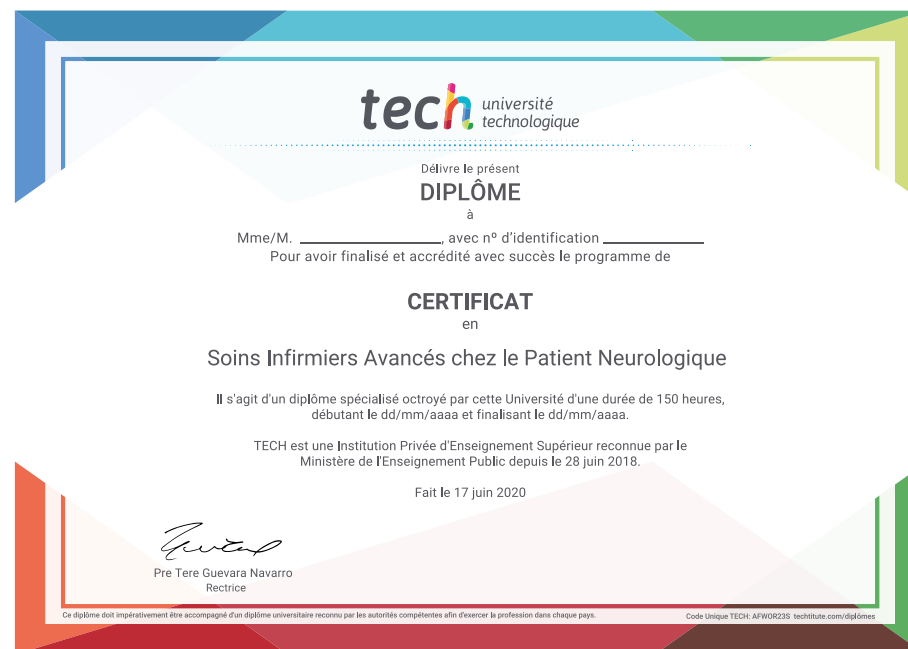 tech université
technologique
Délivre le présent
DIPLÔME
à
Mme/M. ____________________, avec nº d'identification ______________
Pour avoir finalisé et accrédité avec succès le programme de
CERTIFICAT
en
Soins Infirmiers Avancés chez le Patient Neurologique
Il s'agit d'un diplôme spécialisé octroyé par cette Université d'une durée de 150 heures,
débutant le dd/mm/aaaa et finalisant le dd/mm/aaaa.
TECH est une Institution Privée d'Enseignement Supérieur reconnue par le
Ministère de l'Enseignement Public depuis le 28 juin 2018.
Fait le 17 juin 2020
Pre Tere Guevara Navarro
Rectrice
Ce diplôme doit impérativement être accompagné d'un diplôme universitaire reconnu par les autorités compétentes afin d'exercer la profession dans chaque pays.
Code Unique TECH: AFWOR23S techtitute.com/diplômes